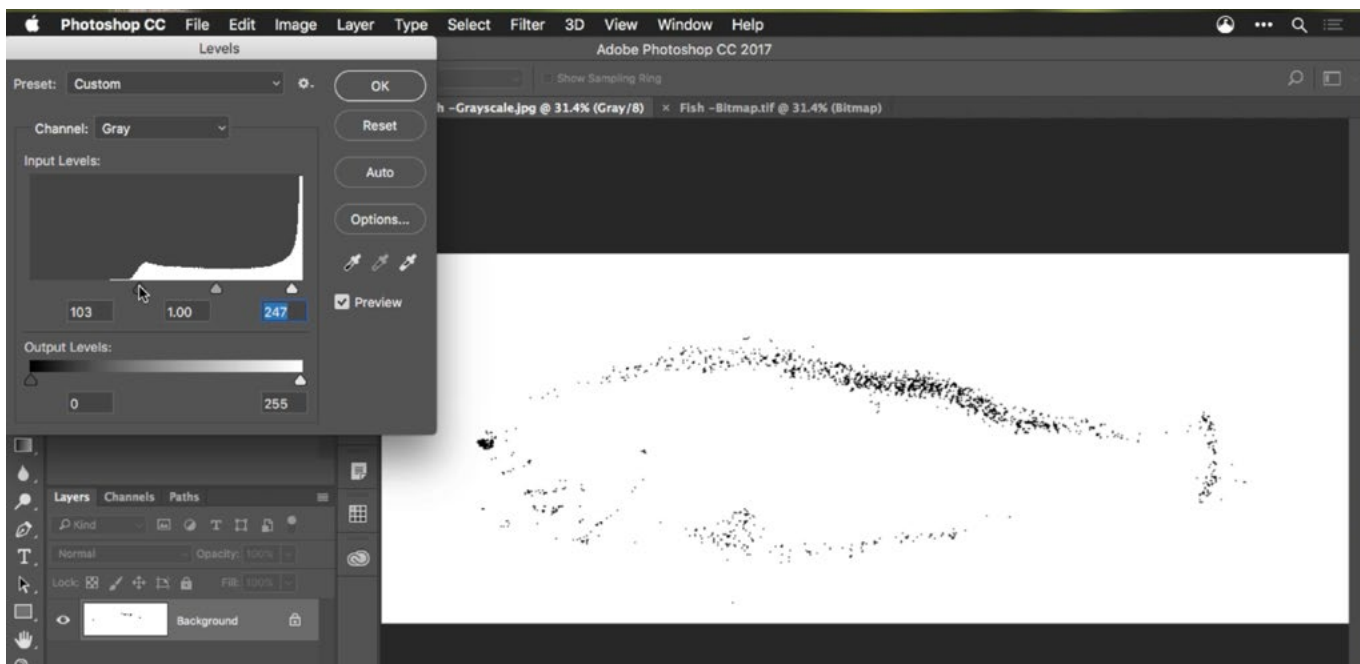 Photoshop CC File Edit Image Layer Type Select Filter 3D View Window Help
Levels
Adobe Photoshop CC 2017
Preset: Custom
OK
Show Sampling Ring
h –Grayscale.jpg @ 31.4% (Gray/8) × Fish –Bitmap.tif @ 31.4% (Bitmap)
Channel: Gray
Reset
Input Levels:
Auto
Options...
Preview
103 1.00 247
Output Levels:
0 255
Layers Channels Paths
Kind
Normal Opacity: 100%
Lock: Fill: 100%
Background